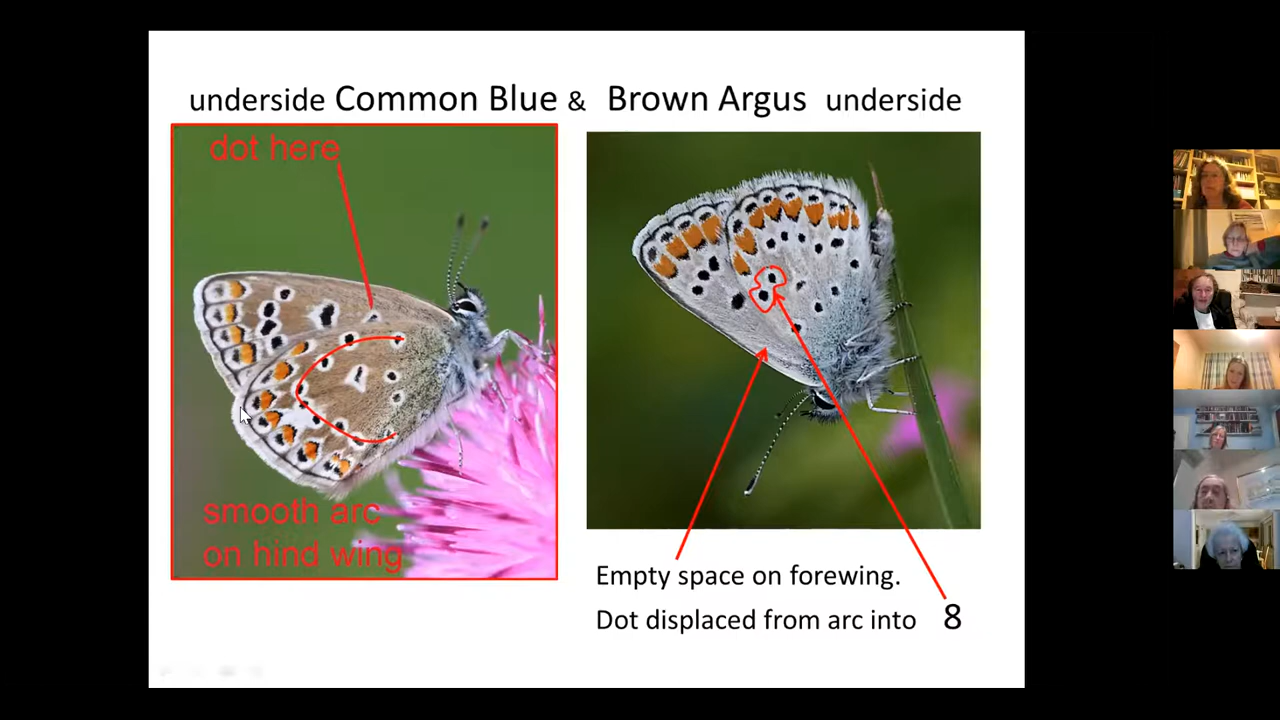 underside Common Blue & Brown Argus underside
dot here
smooth arc
on hind wing
Empty space on forewing.
Dot displaced from arc into 8